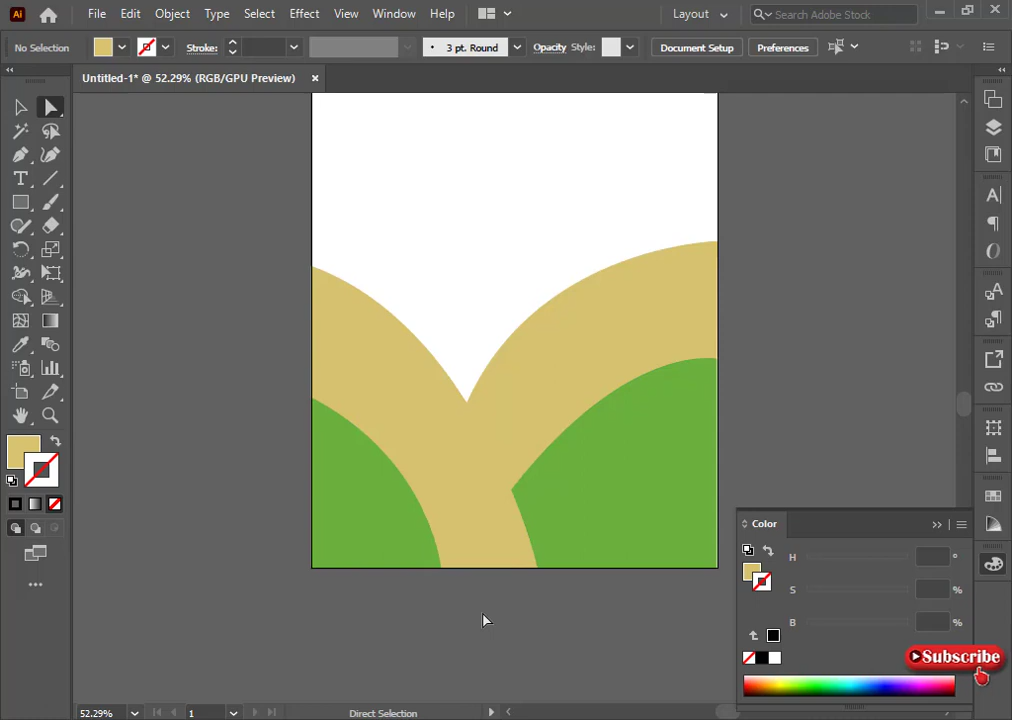 Ai File Edit Object Type Select Effect View Window Help Layout Search Adobe Stock
No Selection Stroke: 3 pt. Round Opacity Style: Document Setup Preferences
Untitled-1* @ 52.29% (RGB/GPU Preview)
Color
H °
S %
B %
Subscribe
52.29% 1 Direct Selection